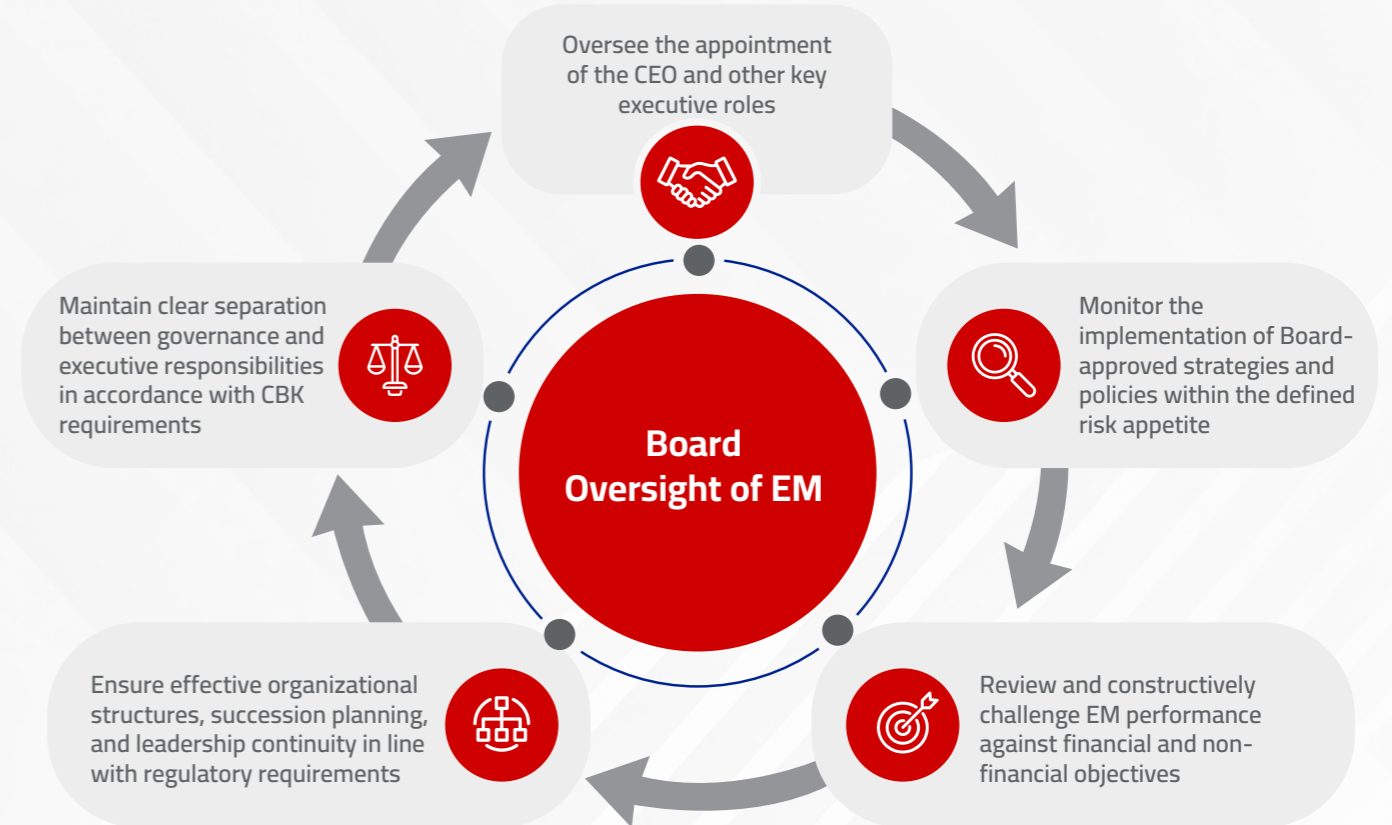 Oversee the appointment
of the CEO and other key
executive roles
Monitor the
implementation of Board-
approved strategies and
policies within the defined
risk appetite
Review and constructively
challenge EM performance
against financial and non-
financial objectives
Ensure effective organizational
structures, succession planning,
and leadership continuity in line
with regulatory requirements
Maintain clear separation
between governance and
executive responsibilities
in accordance with CBK
requirements
Board
Oversight of EM